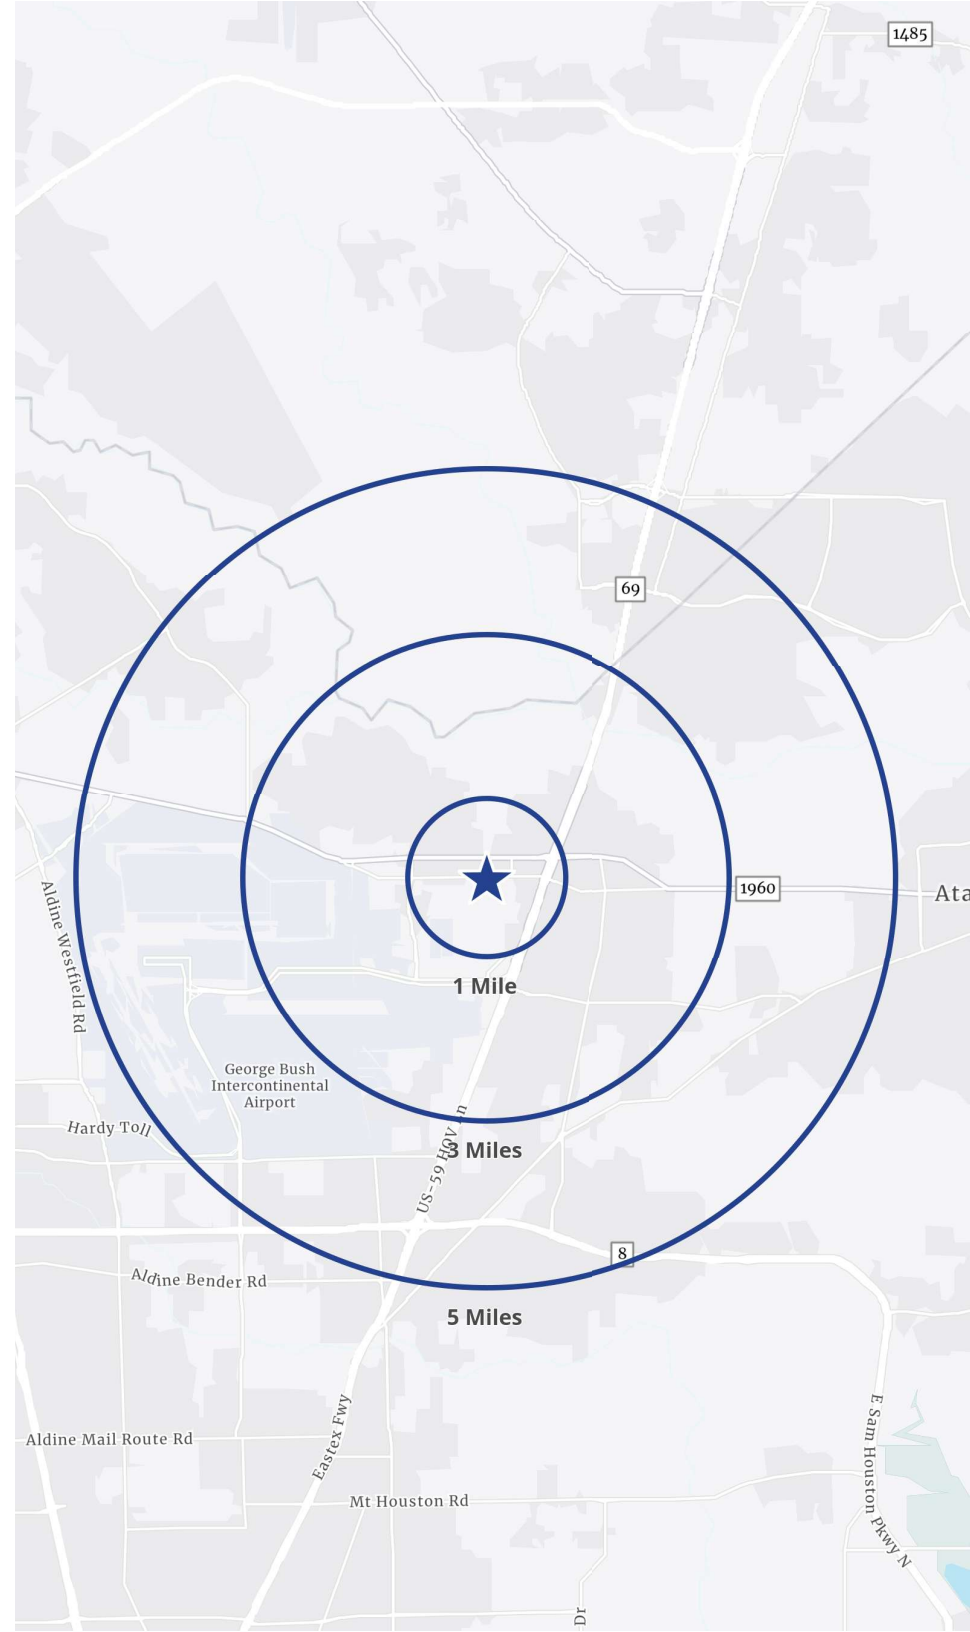 1485
69
1960
Ata
Aldine Westfield Rd
1 Mile
George Bush
Intercontinental
Airport
Hardy Toll
US-59 HOV Ln
3 Miles
8
Aldine Bender Rd
5 Miles
E Sam Houston Pkwy N
Eastex Fwy
Aldine Mail Route Rd
Mt Houston Rd
Dr